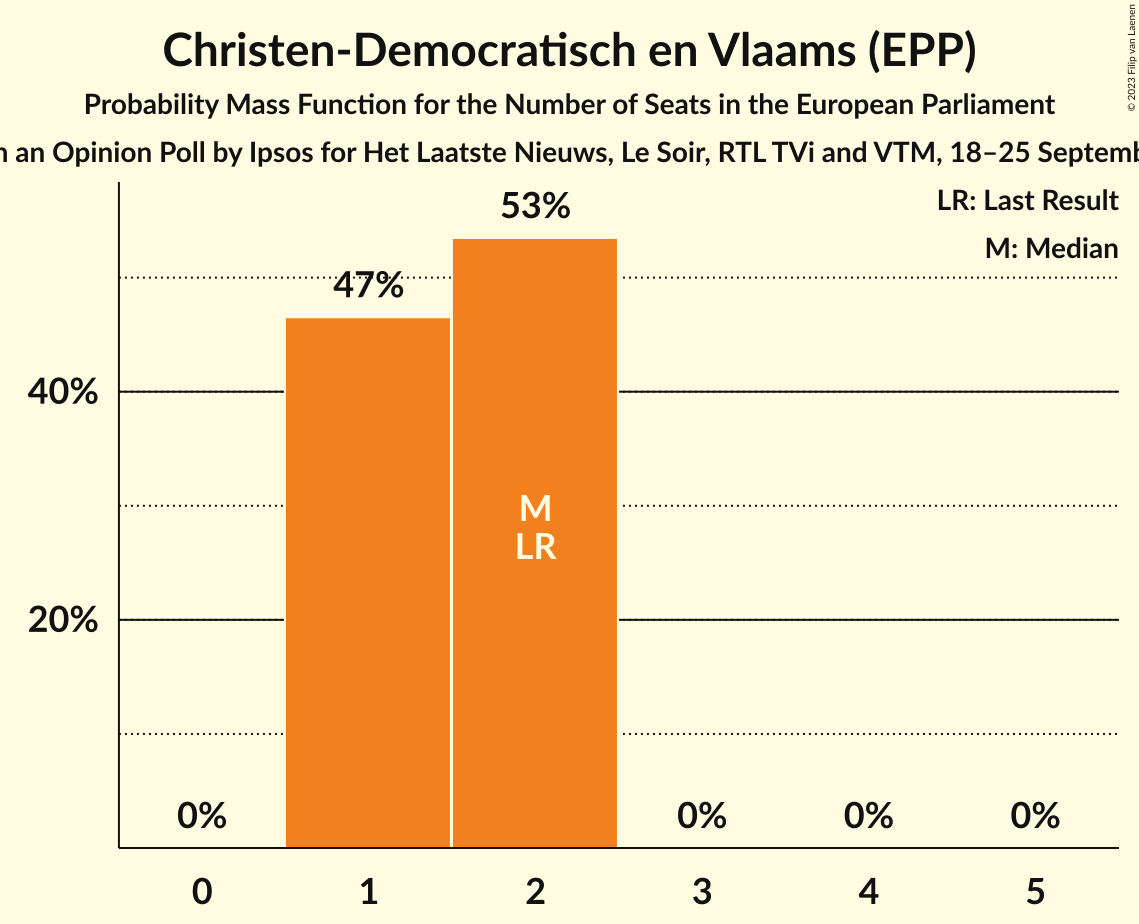 Christen-Democratisch en Vlaams (EPP)
Probability Mass Function for the Number of Seats in the European Parliament
an Opinion Poll by Ipsos for Het Laatste Nieuws, Le Soir, RTL TVi and VTM, 18–25
© 2023 Filip van Laenen
LR: Last Result
M: Median
53%
47%
40%
M
LR
20%
0% 0% 0% 0%
0 1 2 3 4 5